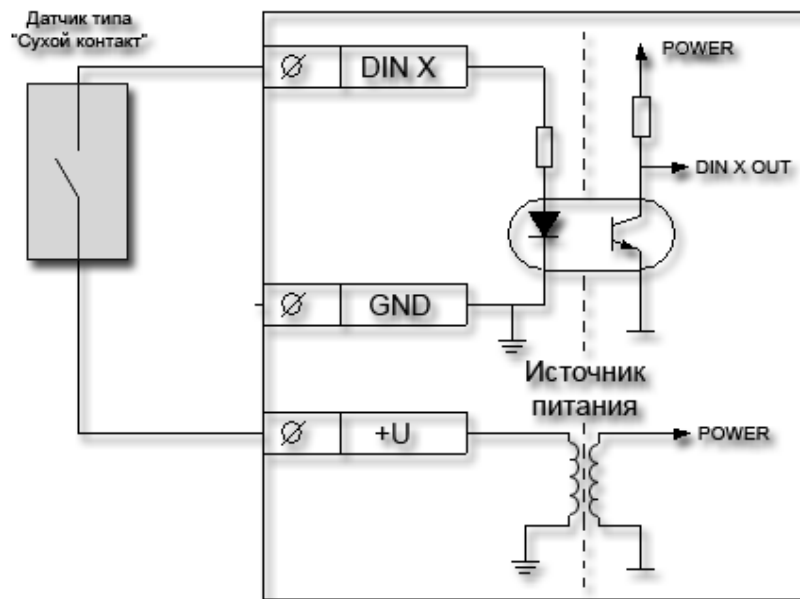 Датчик типа
"Сухой контакт"
DIN X
POWER
DIN X OUT
GND
Источник
питания
+U
POWER